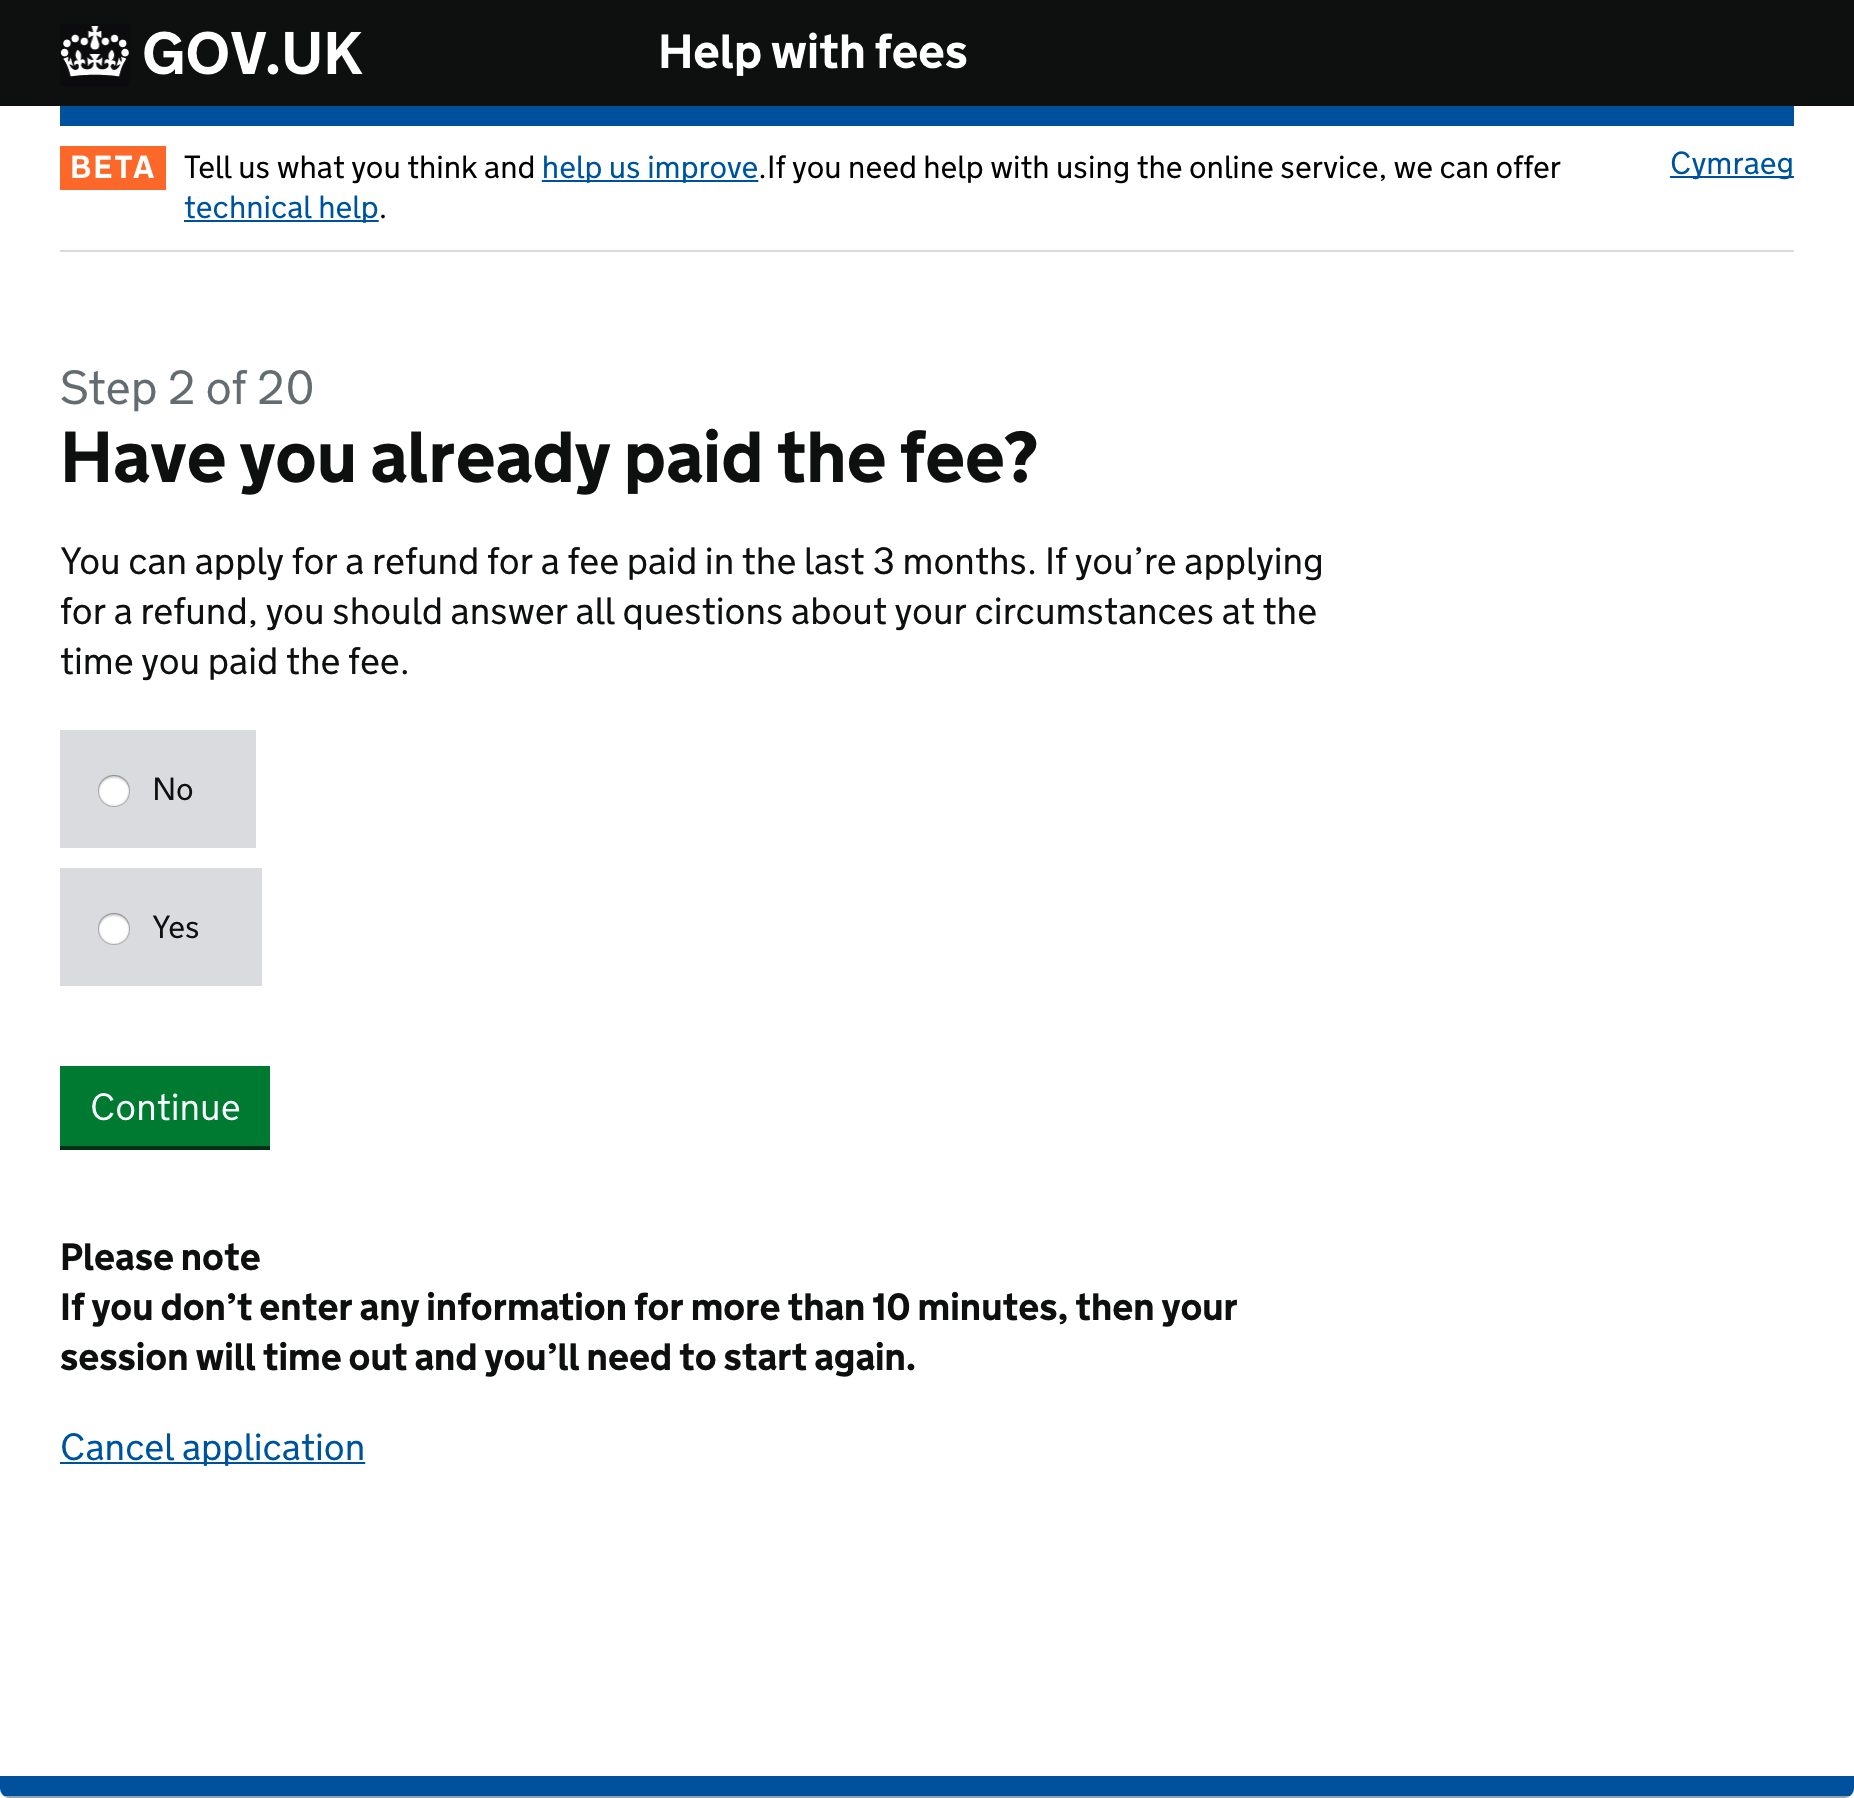 GOV.UK
Help with fees
BETA
Tell us what you think and help us improve.If you need help with using the online service, we can offer
technical help.
Cymraeg
Step 2 of 20
Have you already paid the fee?
You can apply for a refund for a fee paid in the last 3 months. If you’re applying
for a refund, you should answer all questions about your circumstances at the
time you paid the fee.
No
Yes
Continue
Please note
If you don’t enter any information for more than 10 minutes, then your
session will time out and you’ll need to start again.
Cancel application